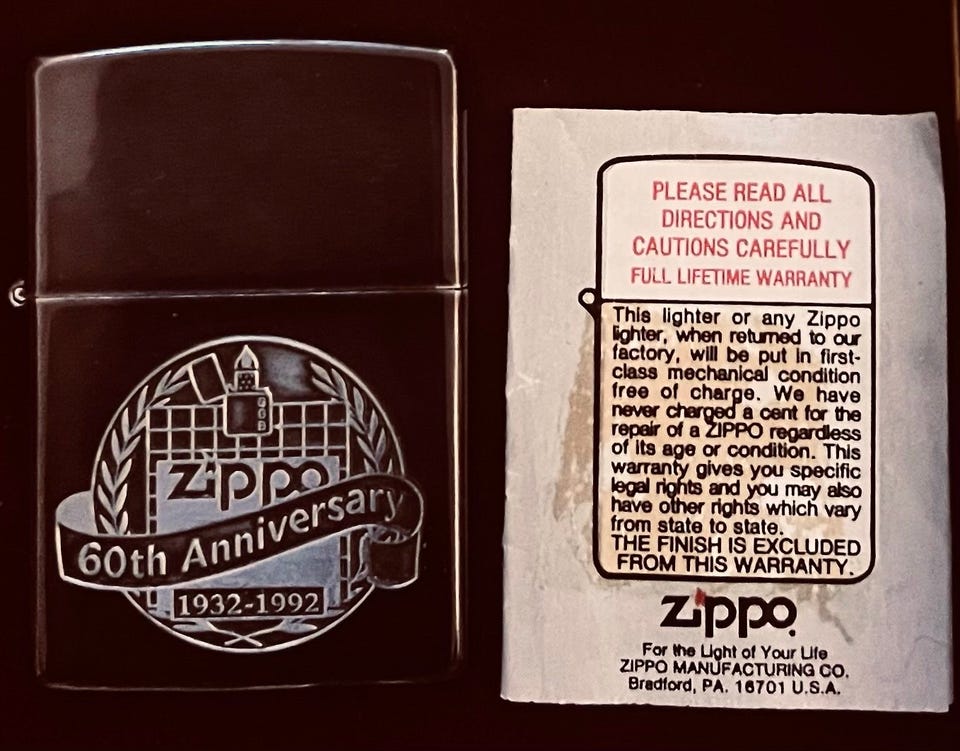 Zippo
60th Anniversary
1932-1992
PLEASE READ ALL
DIRECTIONS AND
CAUTIONS CAREFULLY
FULL LIFETIME WARRANTY
This lighter or any Zippo
lighter, when returned to our
factory, will be put in first-
class mechanical condition
free of charge. We have
never charged a cent for the
repair of a ZIPPO regardless
of its age or condition. This
warranty gives you specific
legal rights and you may also
have other rights which vary
from state to state.
THE FINISH IS EXCLUDED
FROM THIS WARRANTY.
Zippo
For the Light of Your Life
ZIPPO MANUFACTURING CO.
Bradford, PA. 16701 U.S.A.